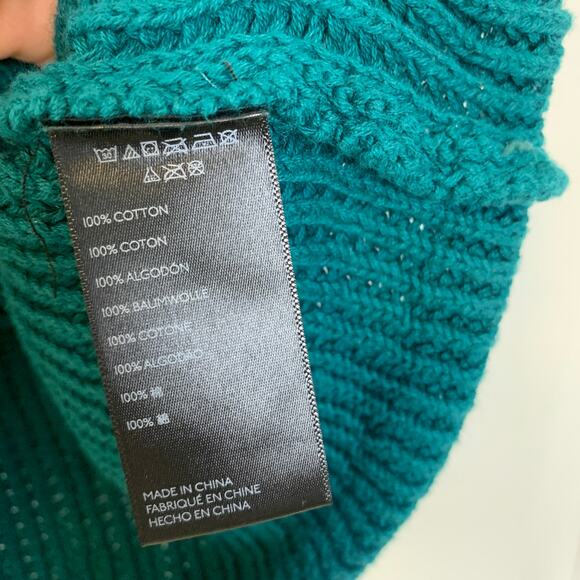 30
100% COTTON
100% COTON
100% ALGODÓN
100% BAUMWOLLE
100% COTONE
100% ALGODÃO
100% 棉
100% 綿
MADE IN CHINA
FABRIQUÉ EN CHINE
HECHO EN CHINA